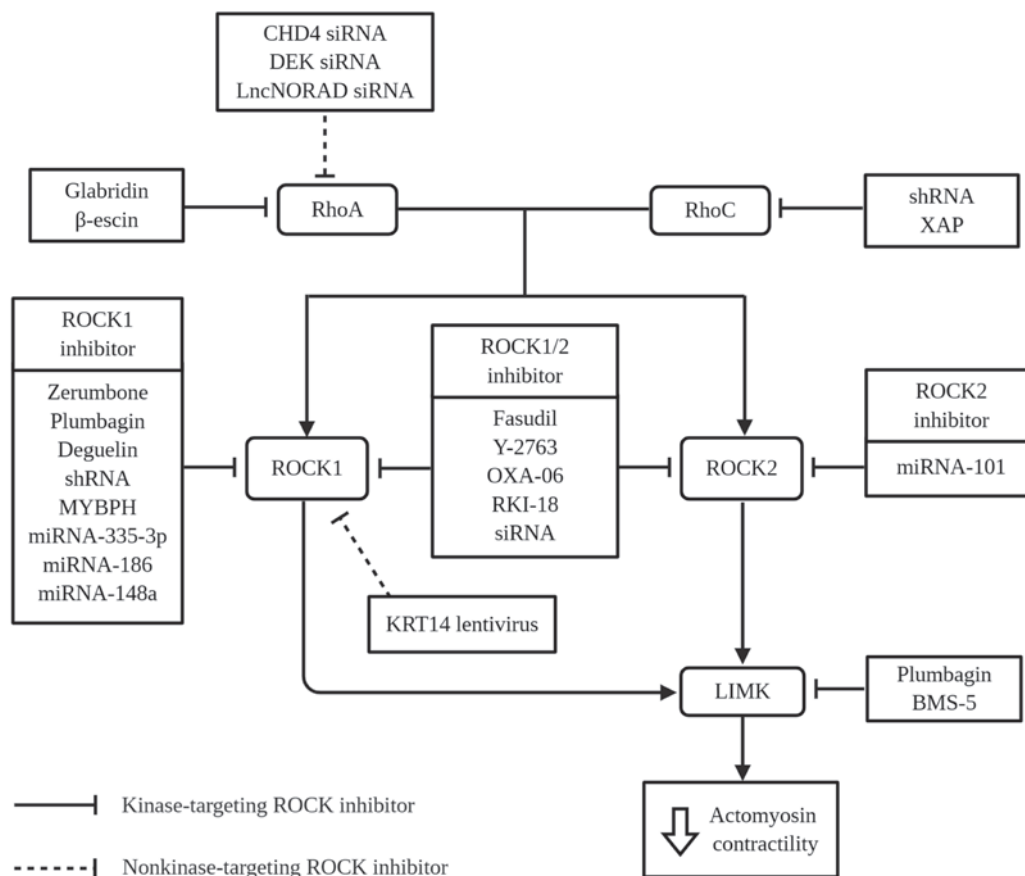 CHD4 siRNA
DEK siRNA
LncNORAD siRNA
Glabridin
β-escin
RhoA
RhoC
shRNA
XAP
ROCK1
inhibitor
Zerumbone
Plumbagin
Deguelin
shRNA
MYBPH
miRNA-335-3p
miRNA-186
miRNA-148a
ROCK1
ROCK1/2
inhibitor
Fasudil
Y-2763
OXA-06
RKI-18
siRNA
ROCK2
ROCK2
inhibitor
miRNA-101
KRT14 lentivirus
LIMK
Plumbagin
BMS-5
Actomyosin
contractility
Kinase-targeting ROCK inhibitor
Nonkinase-targeting ROCK inhibitor